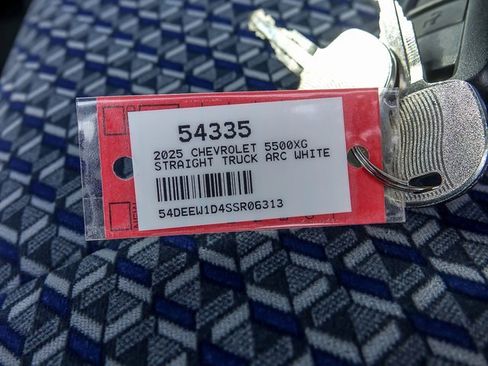 54335
2025 CHEVROLET 5500XG
STRAIGHT TRUCK ARC WHITE
54DEEW1D4SSR06313